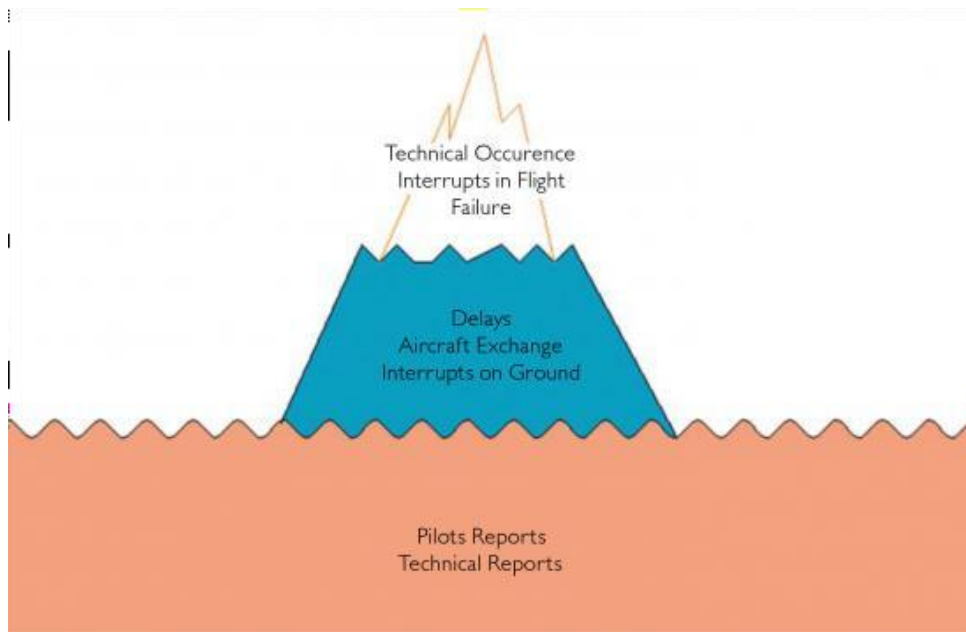 Technical Occurence
Interrupts in Flight
Failure
Delays
Aircraft Exchange
Interrupts on Ground
Pilots Reports
Technical Reports